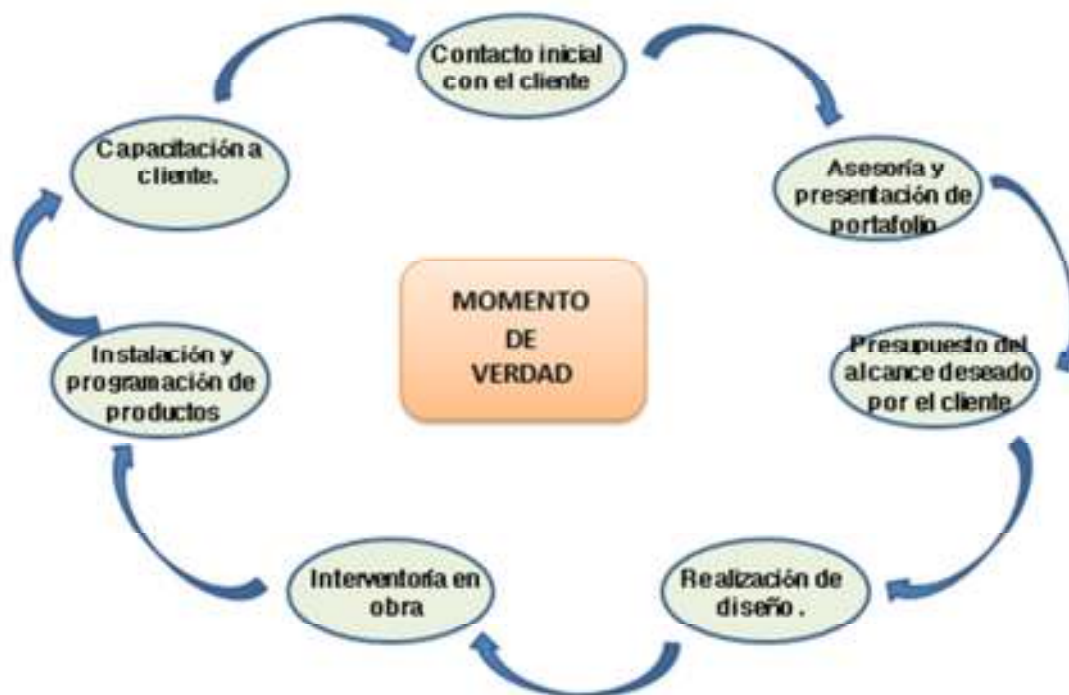 Contacto inicial
con el cliente
Asesoría y
presentación de
portafolio
Presupuesto del
alcance deseado
por el cliente
Realización de
diseño .
Interventoría en
obra
Instalación y
programación de
productos
Capacitación a
cliente.
MOMENTO
DE
VERDAD